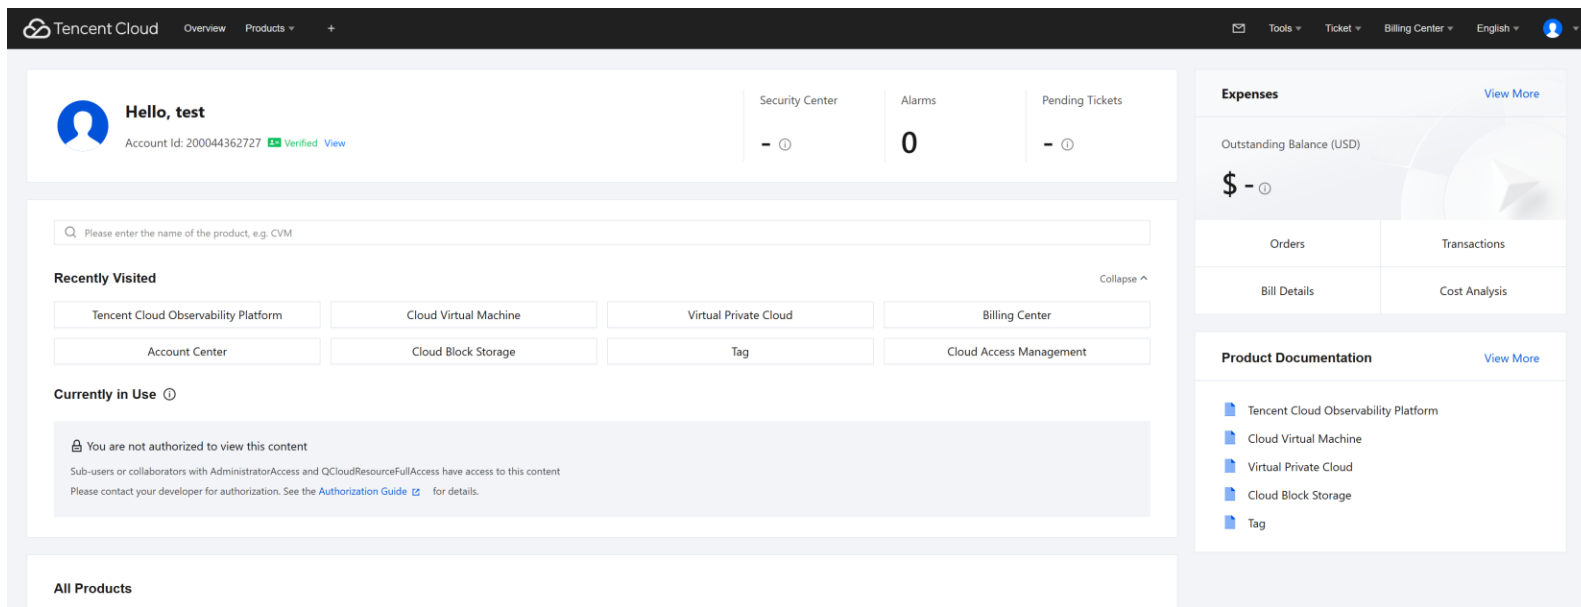 Tencent Cloud Overview Products + Tools Ticket Billing Center English
Hello, test
Account Id: 200044362727 Verified View
Security Center
-
Alarms
0
Pending Tickets
-
Please enter the name of the product, e.g. CVM
Recently Visited Collapse
Tencent Cloud Observability Platform Cloud Virtual Machine Virtual Private Cloud Billing Center
Account Center Cloud Block Storage Tag Cloud Access Management
Currently in Use
You are not authorized to view this content
Sub-users or collaborators with AdministratorAccess and QCloudResourceFullAccess have access to this content
Please contact your developer for authorization. See the Authorization Guide for details.
All Products
Expenses View More
Outstanding Balance (USD)
$ -
Orders Transactions
Bill Details Cost Analysis
Product Documentation View More
Tencent Cloud Observability Platform
Cloud Virtual Machine
Virtual Private Cloud
Cloud Block Storage
Tag